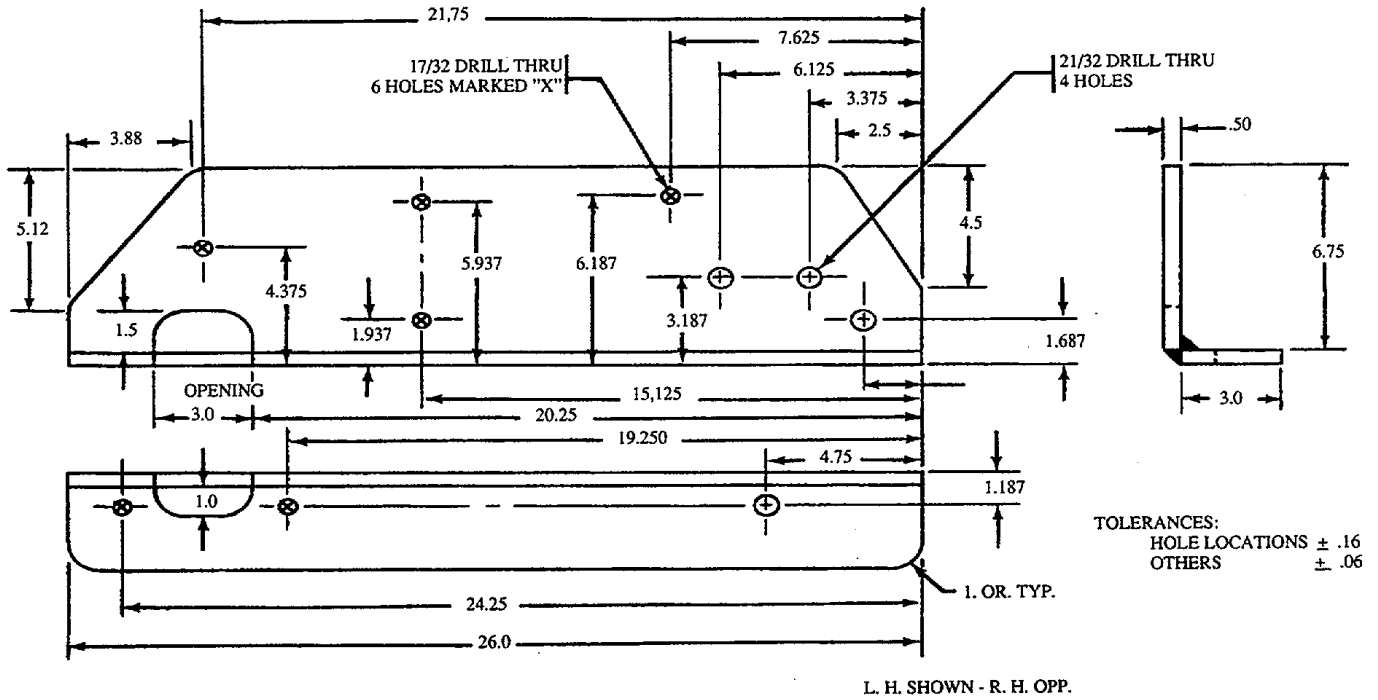 21,75
7.625
17/32 DRILL THRU
6 HOLES MARKED "X"
6.125
21/32 DRILL THRU
4 HOLES
3.375
3.88
2.5
.50
5.12
4.5
5.937
6.187
6.75
4.375
1.5
1.937
3.187
1.687
OPENING
3.0
15,125
20.25
3.0
19.250
4.75
1.0
1.187
TOLERANCES:
HOLE LOCATIONS ± .16
OTHERS ± .06
1. OR. TYP.
24.25
26.0
L. H. SHOWN - R. H. OPP.